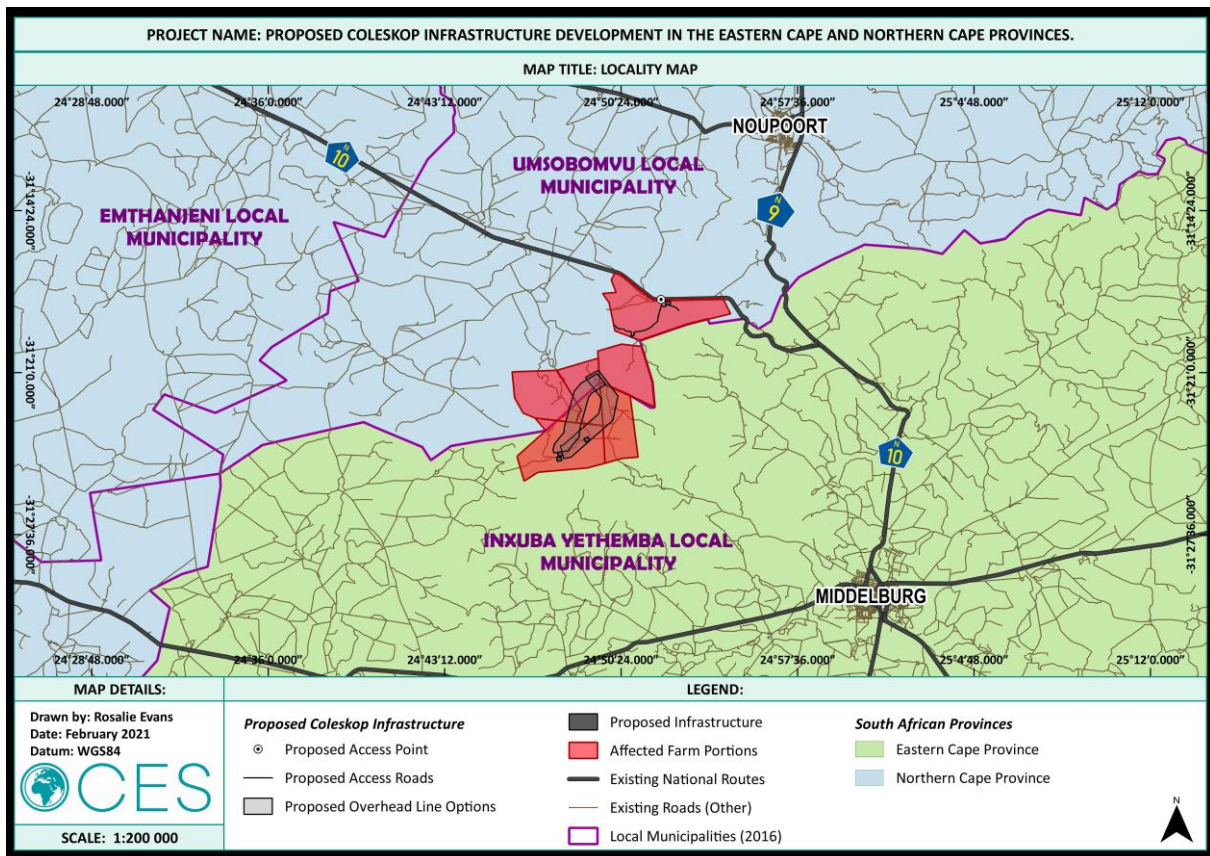 PROJECT NAME: PROPOSED COLESKOP INFRASTRUCTURE DEVELOPMENT IN THE EASTERN CAPE AND NORTHERN CAPE PROVINCES.
MAP TITLE: LOCALITY MAP
24°28'48.000"
24°36'0.000"
24°43'12.000"
24°50'24.000"
24°57'36.000"
25°4'48.000"
25°12'0.000"
NOUPOORT
N
10
UMSOBOMVU LOCAL
MUNICIPALITY
-31°14'24.000"
EMTHANJENI LOCAL
MUNICIPALITY
N
9
-31°14'24.000"
-31°21'0.000"
-31°21'0.000"
N
10
-31°27'36.000"
INXUBA YETHEMBA LOCAL
MUNICIPALITY
-31°27'36.000"
MIDDELBURG
24°28'48.000"
24°36'0.000"
24°43'12.000"
24°50'24.000"
24°57'36.000"
25°4'48.000"
25°12'0.000"
MAP DETAILS:
Drawn by: Rosalie Evans
Date: February 2021
Datum: WGS84
CES
SCALE: 1:200 000
LEGEND:
Proposed Coleskop Infrastructure
Proposed Access Point
Proposed Access Roads
Proposed Overhead Line Options
Proposed Infrastructure
Affected Farm Portions
Existing National Routes
Existing Roads (Other)
Local Municipalities (2016)
South African Provinces
Eastern Cape Province
Northern Cape Province
N